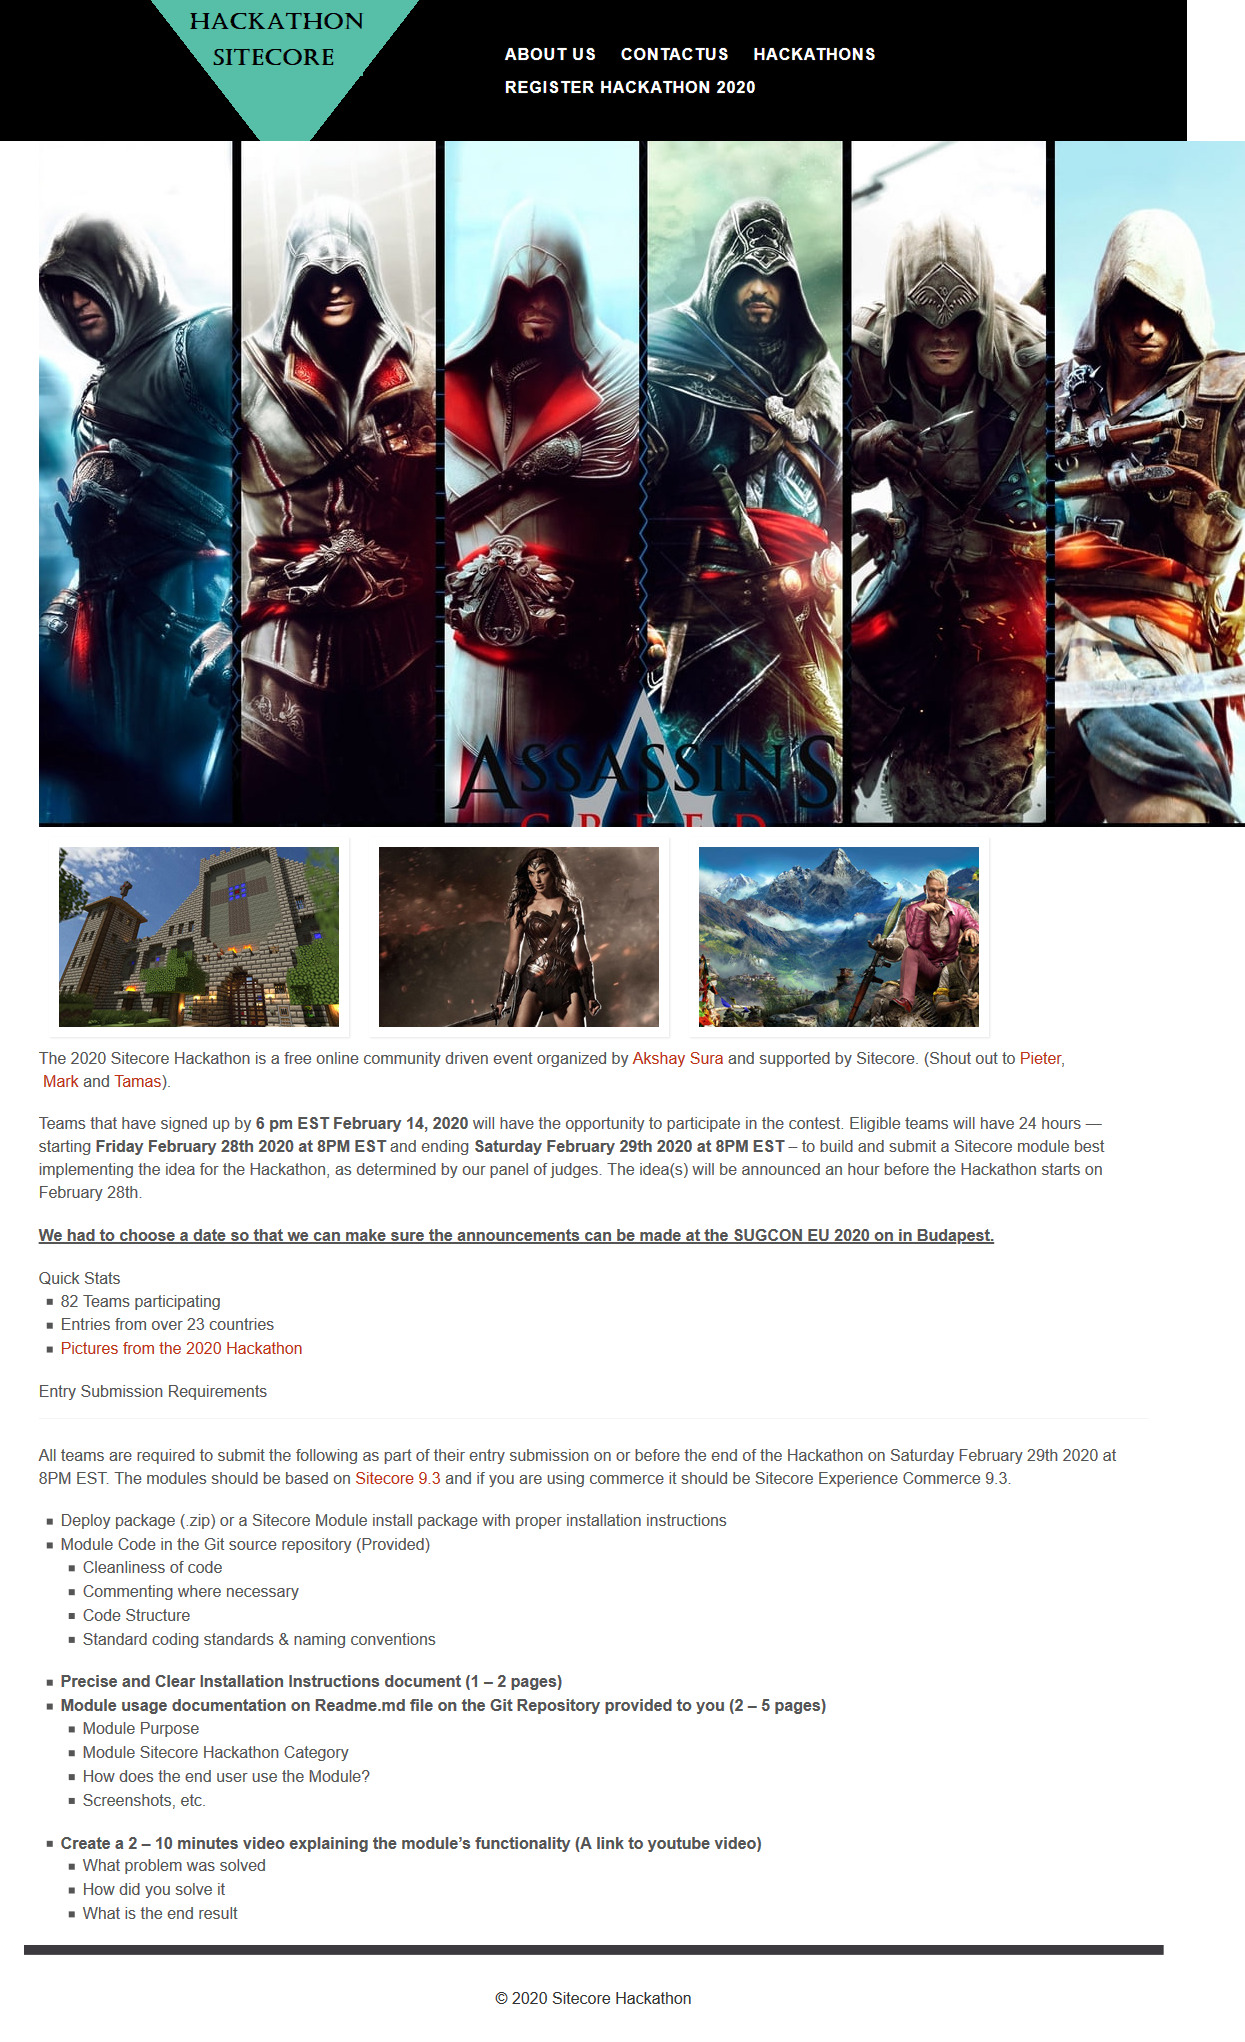 HACKATHON
SITECORE
ABOUT US CONTACTUS HACKATHONS
REGISTER HACKATHON 2020
ASSASSIN'S
CREED
The 2020 Sitecore Hackathon is a free online community driven event organized by Akshay Sura and supported by Sitecore. (Shout out to Pieter,
Mark and Tamas).
Teams that have signed up by 6 pm EST February 14, 2020 will have the opportunity to participate in the contest. Eligible teams will have 24 hours —
starting Friday February 28th 2020 at 8PM EST and ending Saturday February 29th 2020 at 8PM EST – to build and submit a Sitecore module best
implementing the idea for the Hackathon, as determined by our panel of judges. The idea(s) will be announced an hour before the Hackathon starts on
February 28th.
We had to choose a date so that we can make sure the announcements can be made at the SUGCON EU 2020 on in Budapest.
Quick Stats
▪ 82 Teams participating
▪ Entries from over 23 countries
▪ Pictures from the 2020 Hackathon
Entry Submission Requirements
All teams are required to submit the following as part of their entry submission on or before the end of the Hackathon on Saturday February 29th 2020 at
8PM EST. The modules should be based on Sitecore 9.3 and if you are using commerce it should be Sitecore Experience Commerce 9.3.
▪ Deploy package (.zip) or a Sitecore Module install package with proper installation instructions
▪ Module Code in the Git source repository (Provided)
▪ Cleanliness of code
▪ Commenting where necessary
▪ Code Structure
▪ Standard coding standards & naming conventions
▪ Precise and Clear Installation Instructions document (1 – 2 pages)
▪ Module usage documentation on Readme.md file on the Git Repository provided to you (2 – 5 pages)
▪ Module Purpose
▪ Module Sitecore Hackathon Category
▪ How does the end user use the Module?
▪ Screenshots, etc.
▪ Create a 2 – 10 minutes video explaining the module’s functionality (A link to youtube video)
▪ What problem was solved
▪ How did you solve it
▪ What is the end result
© 2020 Sitecore Hackathon